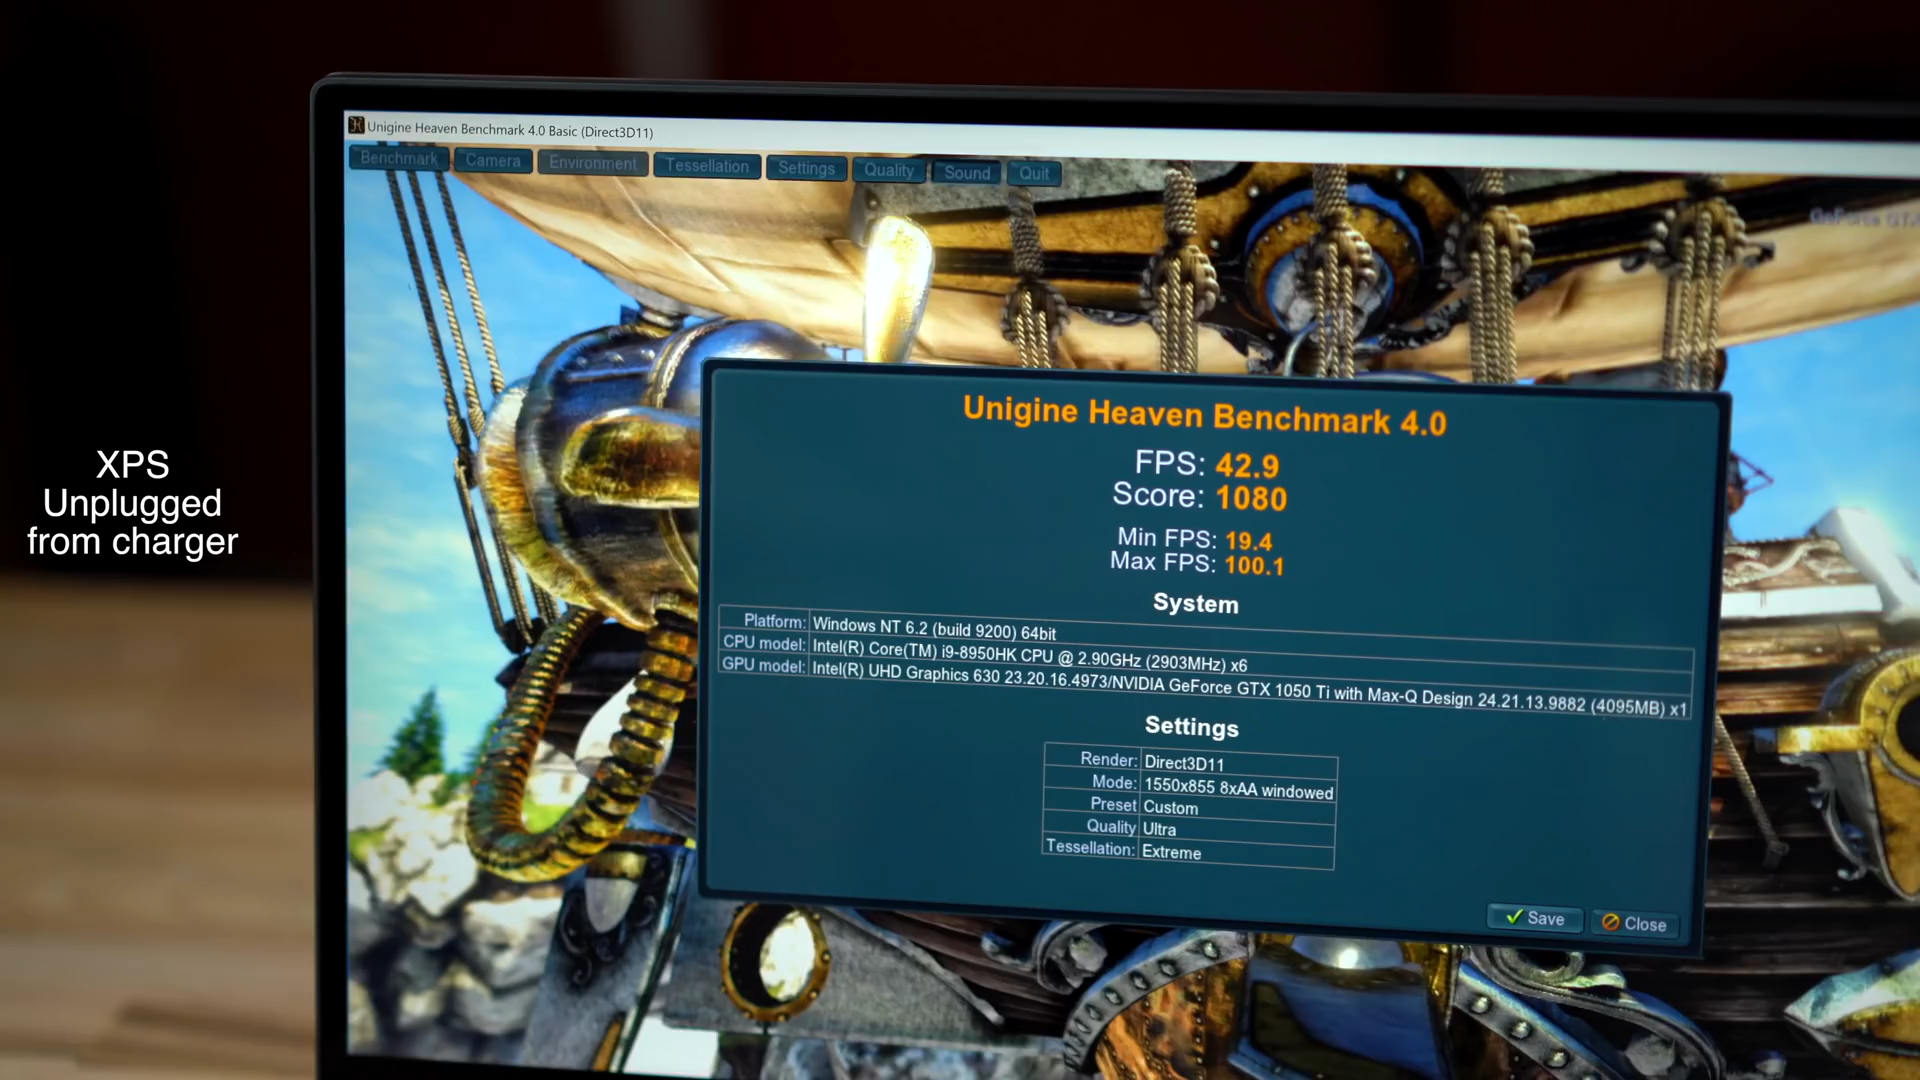 Unigine Heaven Benchmark 4.0 Basic (Direct3D11)
Benchmark Camera Environment Tessellation Settings Quality Sound Quit
GeForce
Unigine Heaven Benchmark 4.0
FPS: 42.9
Score: 1080
Min FPS: 19.4
Max FPS: 100.1
System
Platform: Windows NT 6.2 (build 9200) 64bit
CPU model: Intel(R) Core(TM) i9-8950HK CPU @ 2.90GHz (2903MHz) x6
GPU model: Intel(R) UHD Graphics 630 23.20.16.4973/NVIDIA GeForce GTX 1050 Ti with Max-Q Design 24.21.13.9882 (4095MB) x1
Settings
Render: Direct3D11
Mode: 1550x855 8xAA windowed
Preset Custom
Quality Ultra
Tessellation: Extreme
Save Close
XPS
Unplugged
from charger